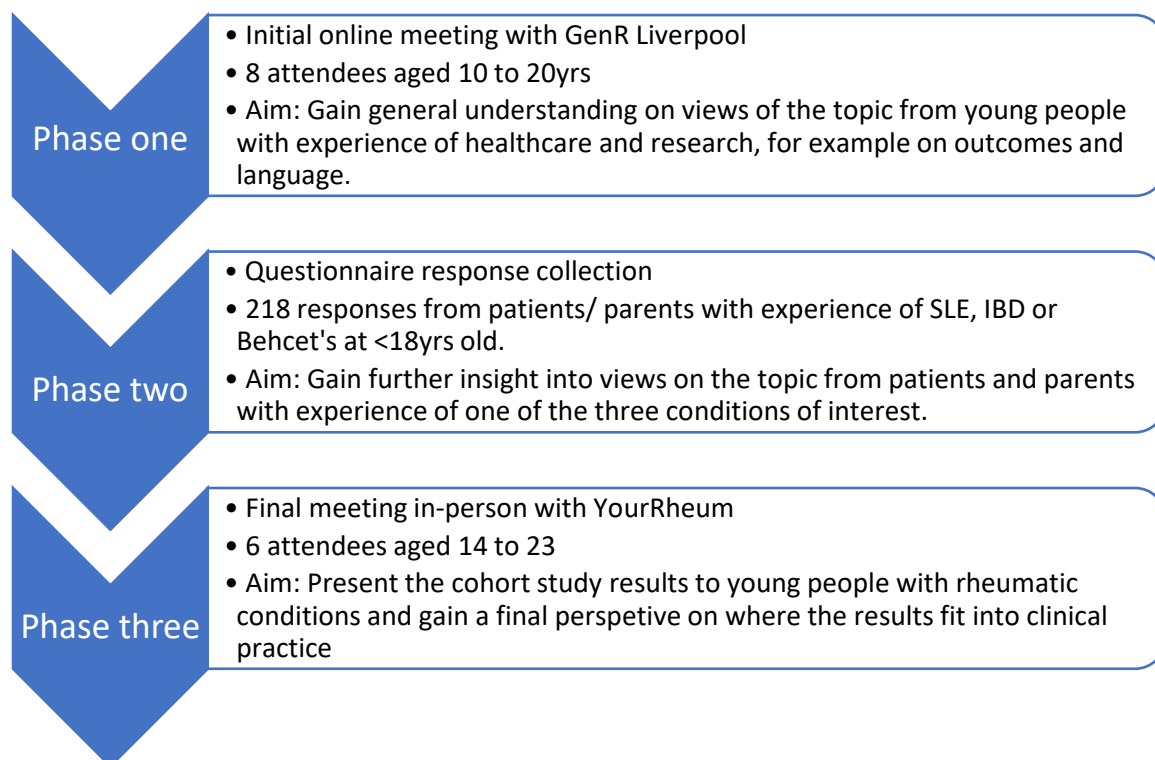 Phase one
• Initial online meeting with GenR Liverpool
• 8 attendees aged 10 to 20yrs
• Aim: Gain general understanding on views of the topic from young people
with experience of healthcare and research, for example on outcomes and
language.
Phase two
• Questionnaire response collection
• 218 responses from patients/ parents with experience of SLE, IBD or
Behcet's at <18yrs old.
• Aim: Gain further insight into views on the topic from patients and parents
with experience of one of the three conditions of interest.
Phase three
• Final meeting in-person with YourRheum
• 6 attendees aged 14 to 23
• Aim: Present the cohort study results to young people with rheumatic
conditions and gain a final perspetive on where the results fit into clinical
practice